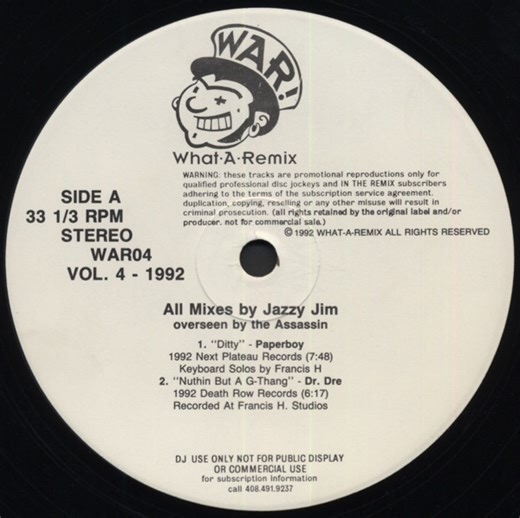 WAR!
What-A-Remix
WARNING: these tracks are promotional reproductions only for
qualified professional disc jockeys and IN THE REMIX subscribers
adhering to the terms of the subscription service agreement.
duplication, copying, reselling or any other misuse will result in
criminal prosecution. (all rights retained by the original label and/or
producer. not for commercial sale.)
© 1992 WHAT-A-REMIX ALL RIGHTS RESERVED
SIDE A
33 1/3 RPM
STEREO
WAR04
VOL. 4 - 1992
All Mixes by Jazzy Jim
overseen by the Assassin
1. "Ditty" - Paperboy
1992 Next Plateau Records (7:48)
Keyboard Solos by Francis H
2. "Nuthin But A G-Thang" - Dr. Dre
1992 Death Row Records (6:17)
Recorded At Francis H. Studios
DJ USE ONLY NOT FOR PUBLIC DISPLAY
OR COMMERCIAL USE
for subscription information
call 408.491.9237